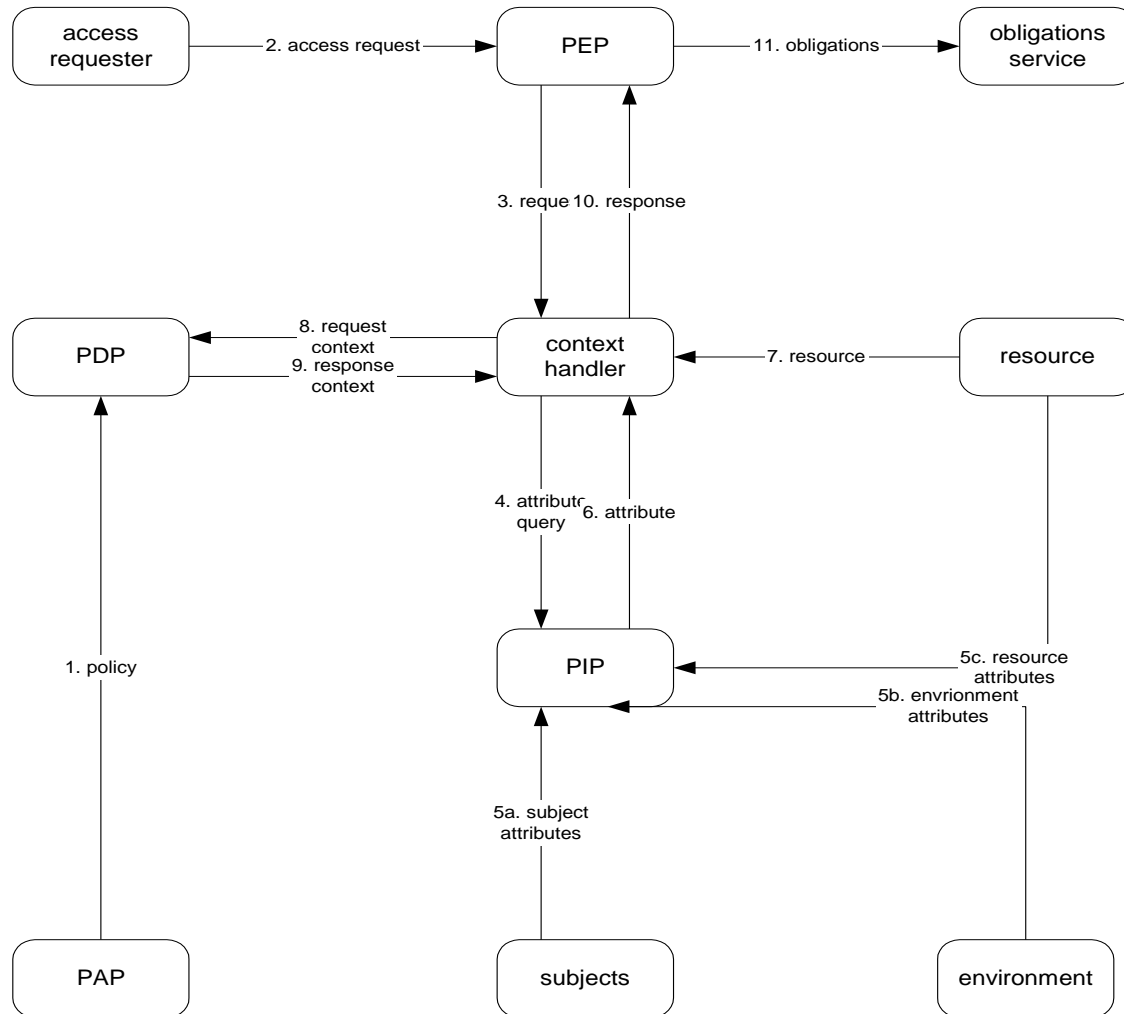 access
requester
2. access request
PEP
11. obligations
obligations
service
3. reque
10. response
PDP
8. request
context
9. response
context
context
handler
7. resource
resource
4. attribute
query
6. attribute
1. policy
PIP
5c. resource
attributes
5b. envrionment
attributes
5a. subject
attributes
PAP
subjects
environment